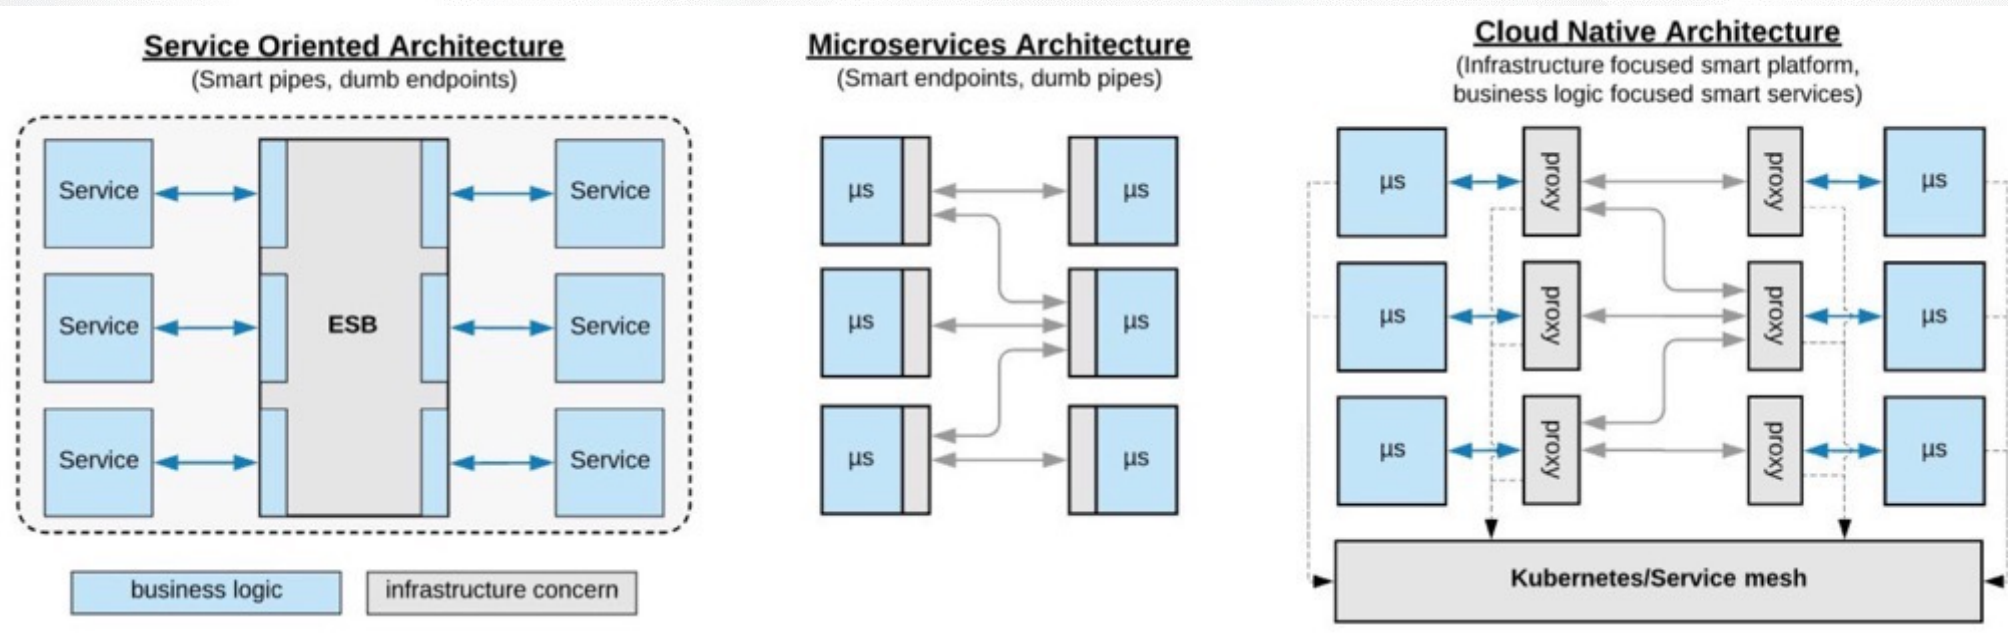 Service Oriented Architecture
(Smart pipes, dumb endpoints)
Service
Service
Service
ESB
Service
Service
Service
business logic
infrastructure concern
Microservices Architecture
(Smart endpoints, dumb pipes)
µs
µs
µs
µs
µs
µs
Cloud Native Architecture
(Infrastructure focused smart platform,
business logic focused smart services)
µs
proxy
proxy
µs
µs
proxy
proxy
µs
µs
proxy
proxy
µs
Kubernetes/Service mesh